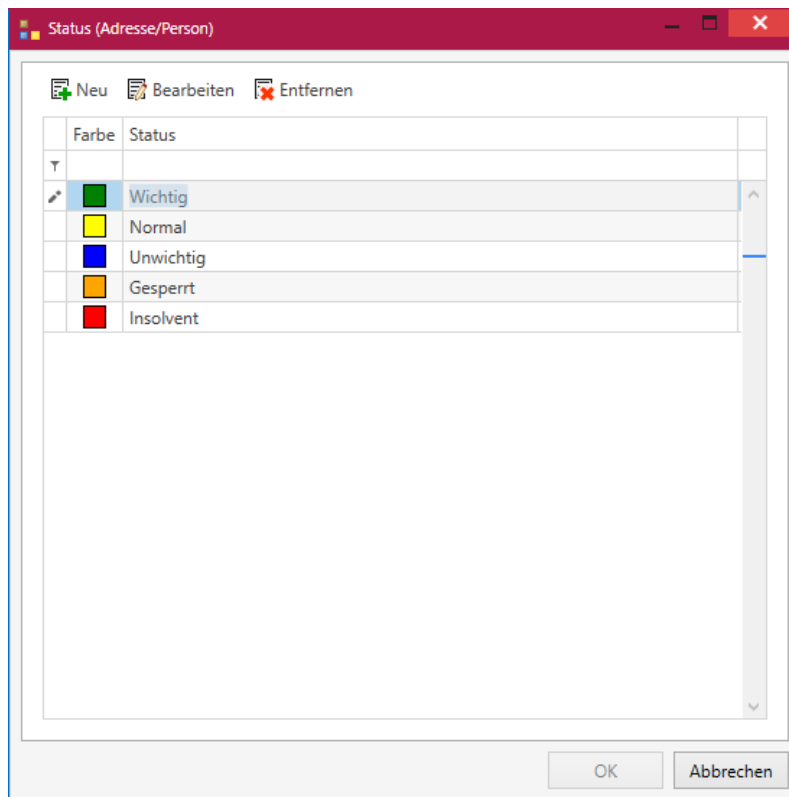 Status (Adresse/Person)
Neu Bearbeiten Entfernen
Farbe Status
Wichtig
Normal
Unwichtig
Gesperrt
Insolvent
OK Abbrechen